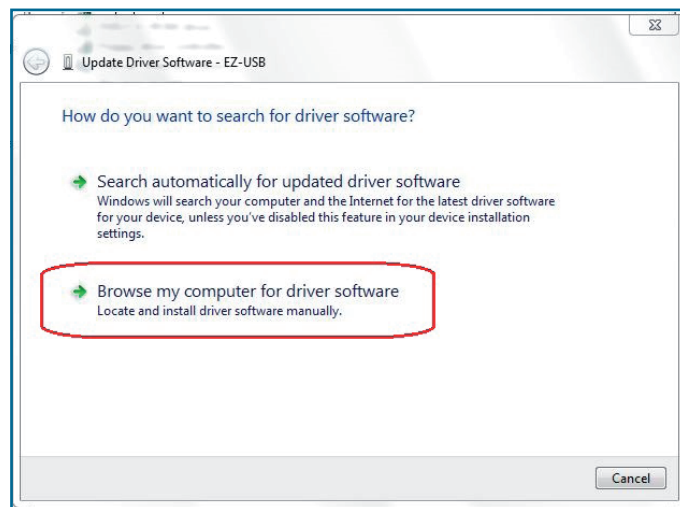 Update Driver Software - EZ-USB
How do you want to search for driver software?
Search automatically for updated driver software
Windows will search your computer and the Internet for the latest driver software
for your device, unless you've disabled this feature in your device installation
settings.
Browse my computer for driver software
Locate and install driver software manually.
Cancel